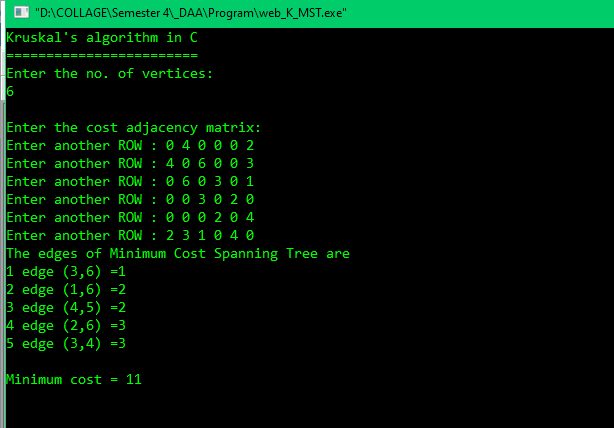 "D:\COLLAGE\Semester 4\_DAA\Program\web_K_MST.exe"
Kruskal's algorithm in C
========================
Enter the no. of vertices:
6
Enter the cost adjacency matrix:
Enter another ROW : 0 4 0 0 0 2
Enter another ROW : 4 0 6 0 0 3
Enter another ROW : 0 6 0 3 0 1
Enter another ROW : 0 0 3 0 2 0
Enter another ROW : 0 0 0 2 0 4
Enter another ROW : 2 3 1 0 4 0
The edges of Minimum Cost Spanning Tree are
1 edge (3,6) =1
2 edge (1,6) =2
3 edge (4,5) =2
4 edge (2,6) =3
5 edge (3,4) =3
Minimum cost = 11